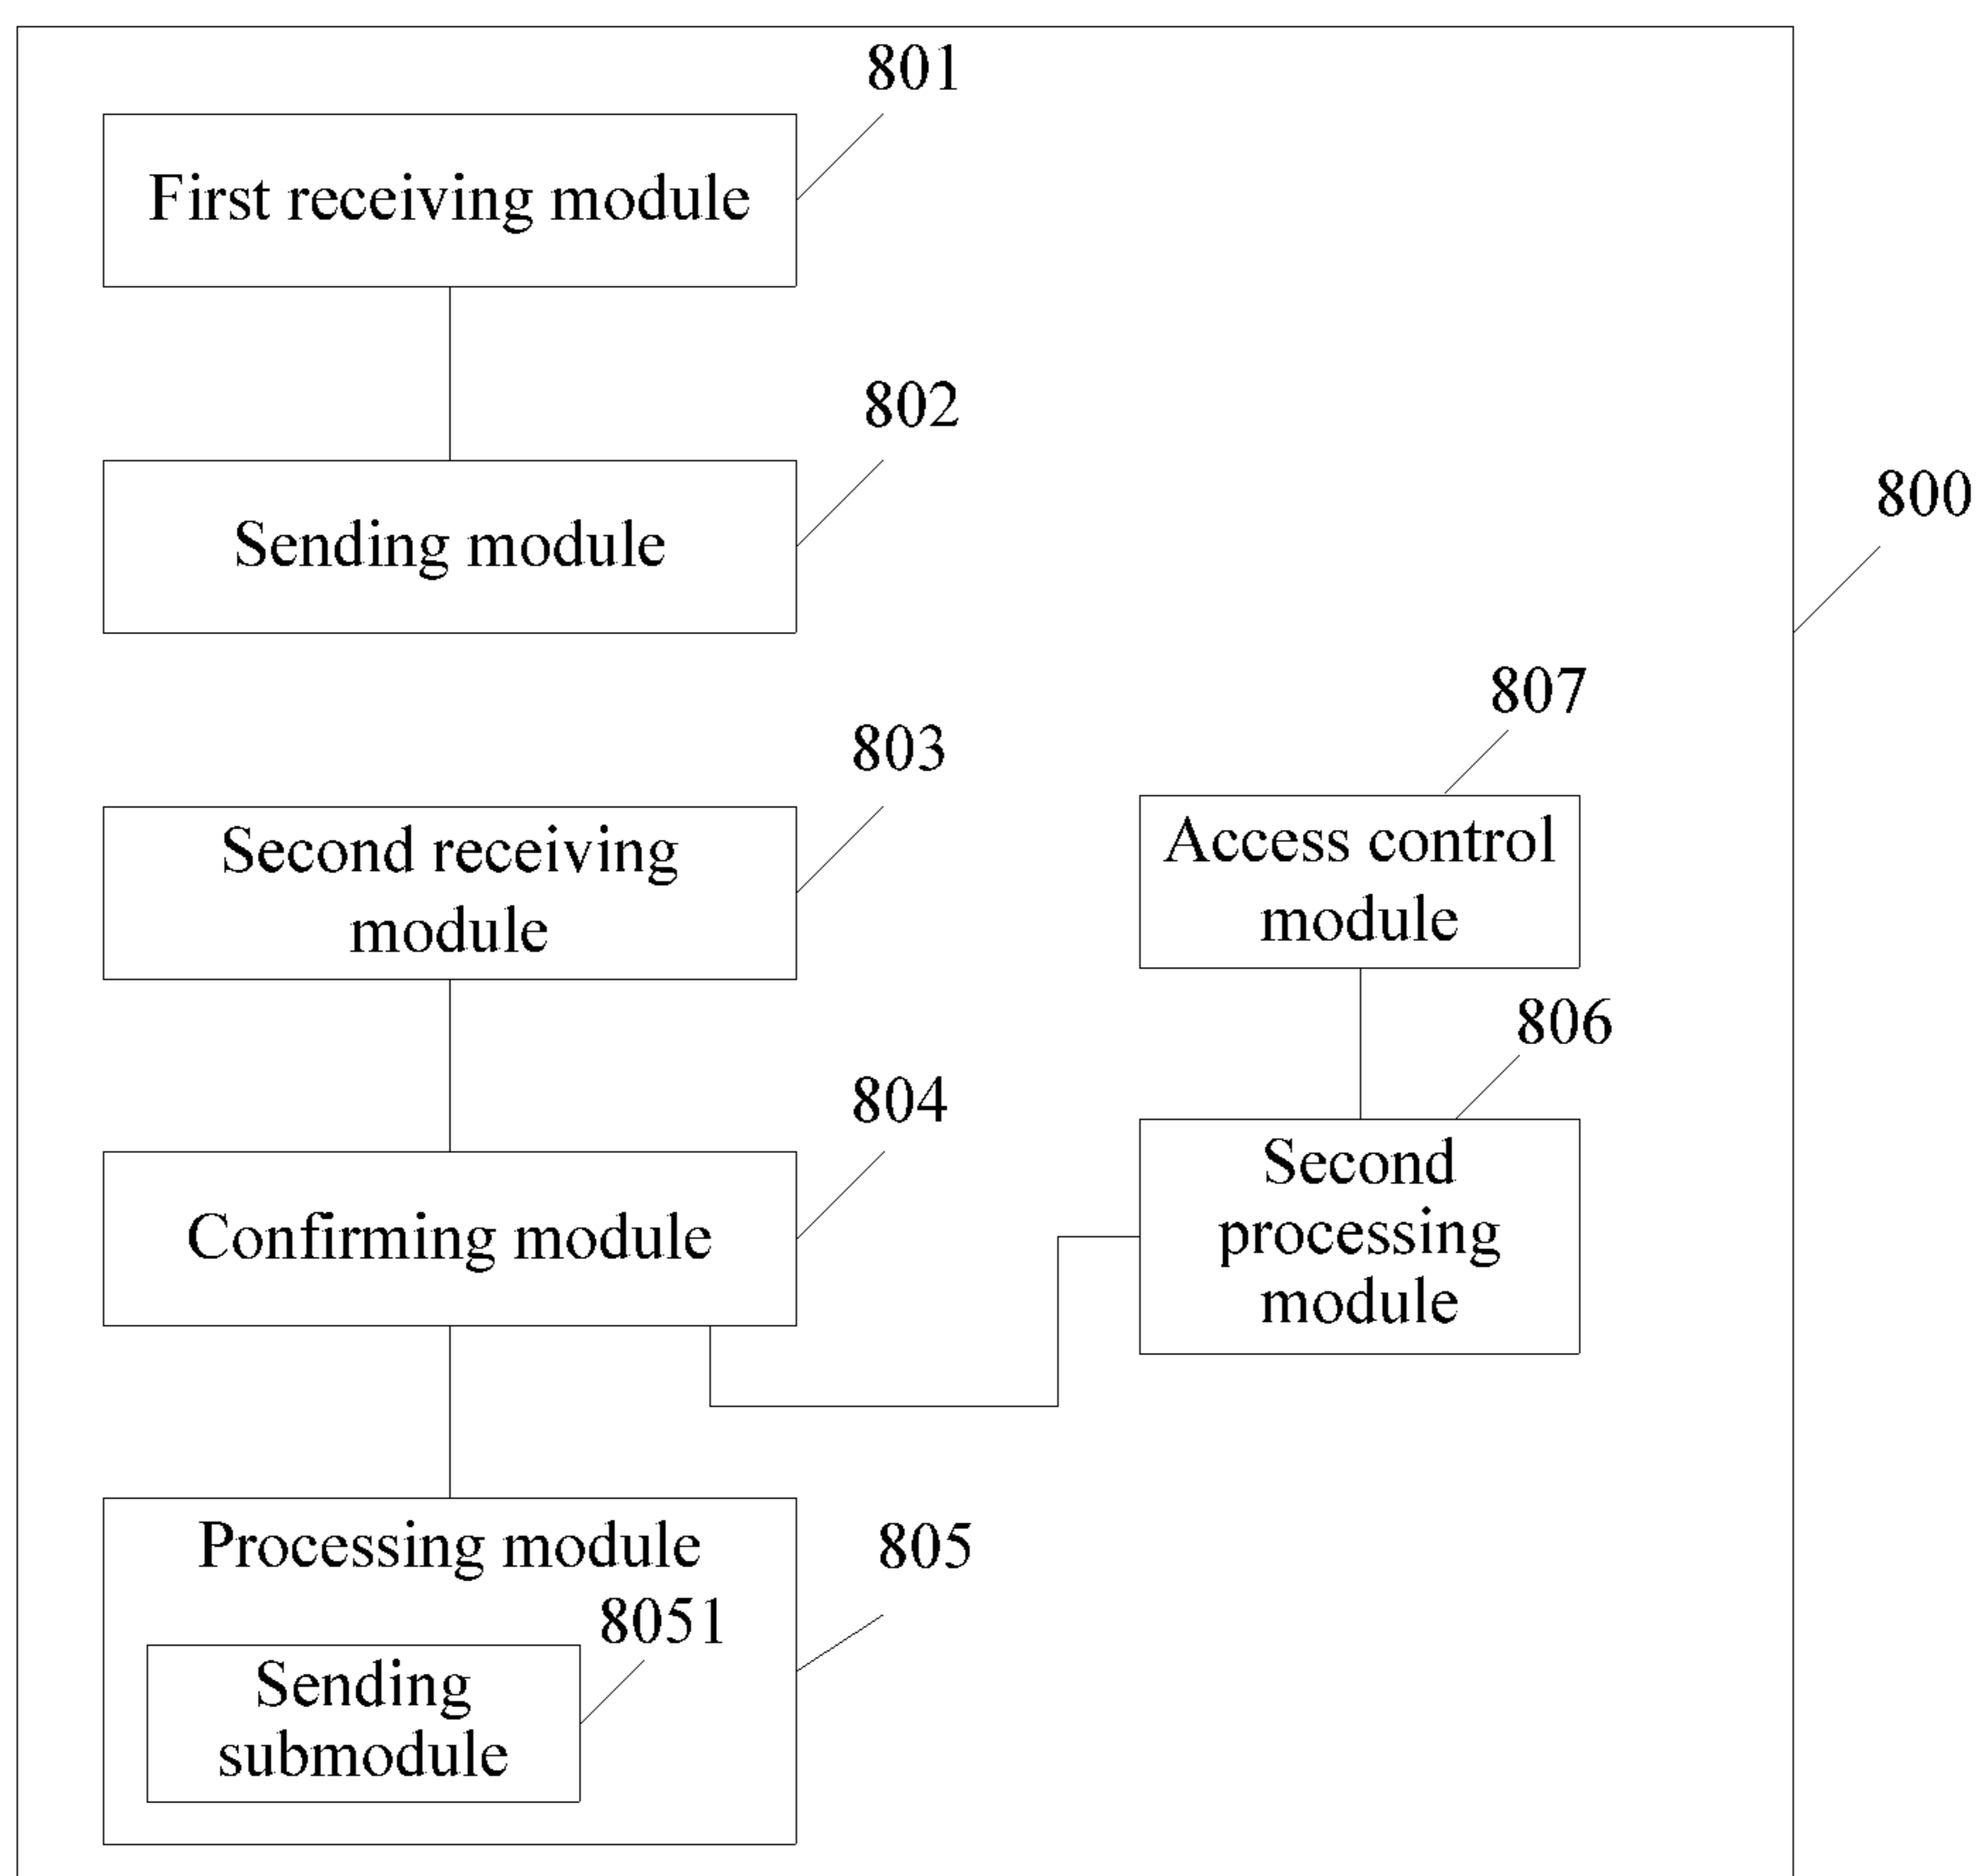 801
First receiving module
802
Sending module
800
807
803
Second receiving
module
Access control
module
806
804
Confirming module
Second
processing
module
Processing module
805
8051
Sending
submodule